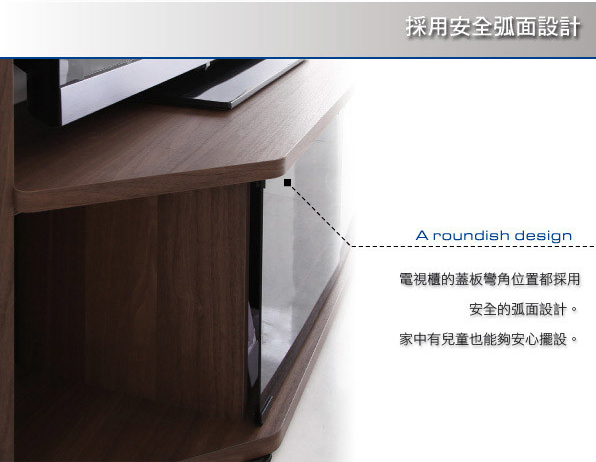 採用安全弧面設計
A roundish design
電視櫃的蓋板彎角位置都採用
安全的弧面設計。
家中有兒童也能夠安心擺設。